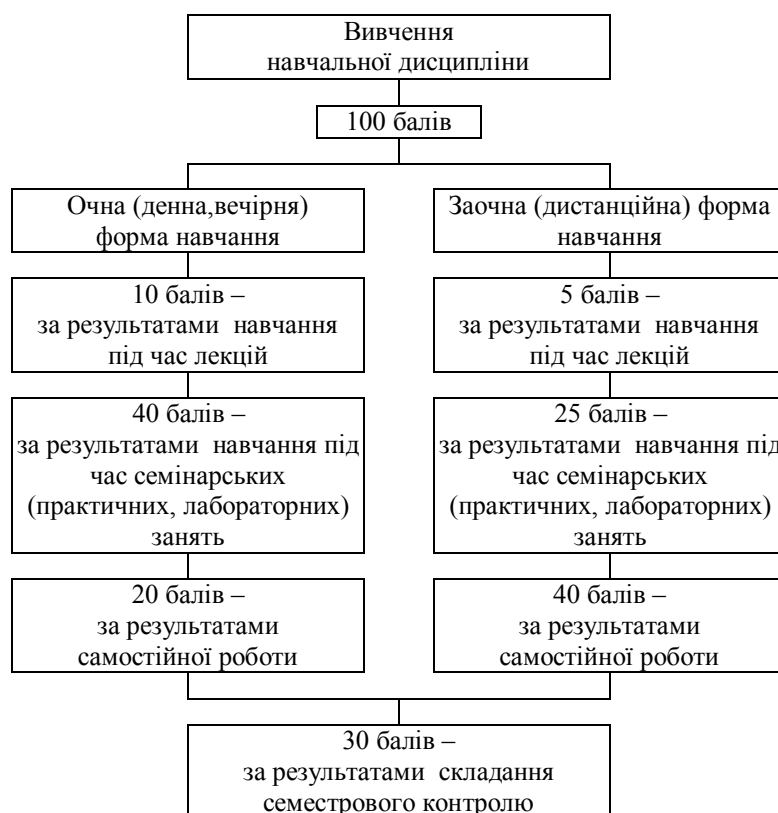 Вивчення
навчальної дисципліни
100 балів
Очна (денна,вечірня)
форма навчання
Заочна (дистанційна) форма
навчання
10 балів –
за результатами навчання
під час лекцій
5 балів –
за результатами навчання
під час лекцій
40 балів –
за результатами навчання під
час семінарських
(практичних, лабораторних)
занять
25 балів –
за результатами навчання під
час семінарських
(практичних, лабораторних)
занять
20 балів –
за результатами
самостійної роботи
40 балів –
за результатами
самостійної роботи
30 балів –
за результатами складання
семестрового контролю